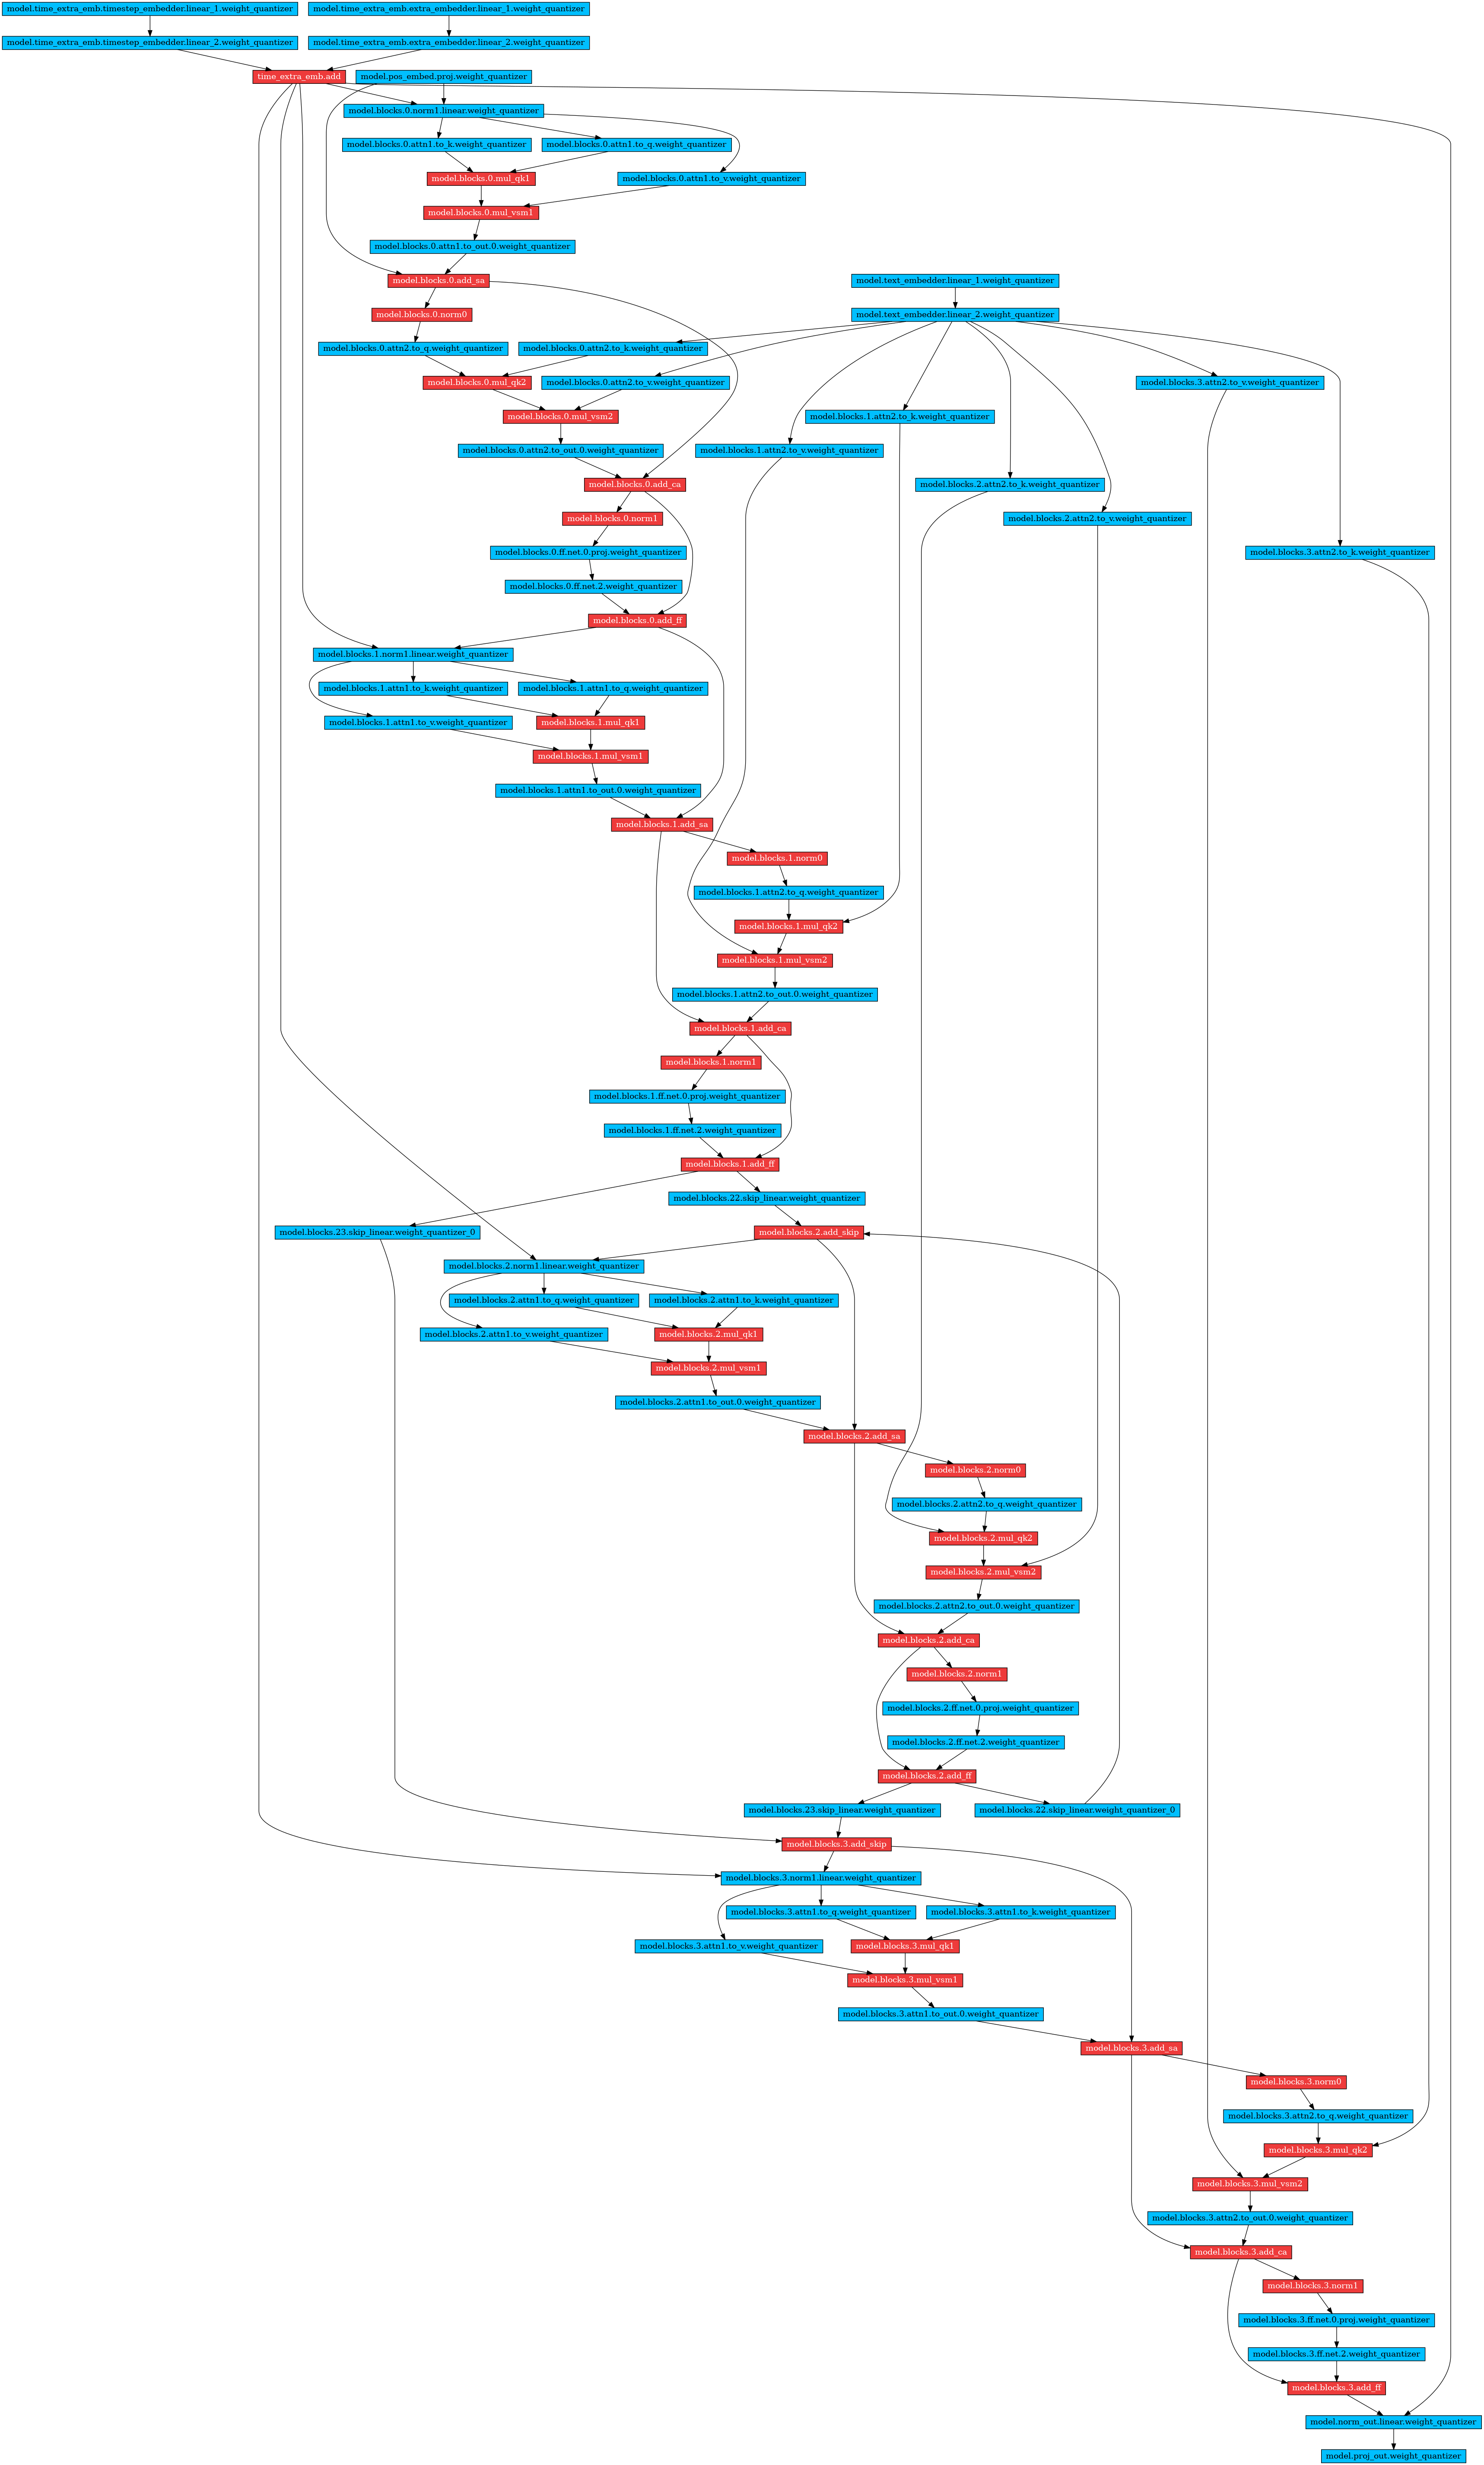 model.time_extra_emb.timestep_embedder.linear_1.weight_quantizer
model.time_extra_emb.extra_embedder.linear_1.weight_quantizer
model.time_extra_emb.timestep_embedder.linear_2.weight_quantizer
model.time_extra_emb.extra_embedder.linear_2.weight_quantizer
time_extra_emb.add
model.pos_embed.proj.weight_quantizer
model.blocks.0.norm1.linear.weight_quantizer
model.blocks.0.attn1.to_k.weight_quantizer
model.blocks.0.attn1.to_q.weight_quantizer
model.blocks.0.mul_qk1
model.blocks.0.attn1.to_v.weight_quantizer
model.blocks.0.mul_vsm1
model.blocks.0.attn1.to_out.0.weight_quantizer
model.blocks.0.add_sa
model.text_embedder.linear_1.weight_quantizer
model.blocks.0.norm0
model.text_embedder.linear_2.weight_quantizer
model.blocks.0.attn2.to_q.weight_quantizer
model.blocks.0.attn2.to_k.weight_quantizer
model.blocks.0.mul_qk2
model.blocks.0.attn2.to_v.weight_quantizer
model.blocks.3.attn2.to_v.weight_quantizer
model.blocks.0.mul_vsm2
model.blocks.1.attn2.to_k.weight_quantizer
model.blocks.0.attn2.to_out.0.weight_quantizer
model.blocks.1.attn2.to_v.weight_quantizer
model.blocks.0.add_ca
model.blocks.2.attn2.to_k.weight_quantizer
model.blocks.0.norm1
model.blocks.2.attn2.to_v.weight_quantizer
model.blocks.0.ff.net.0.proj.weight_quantizer
model.blocks.3.attn2.to_k.weight_quantizer
model.blocks.0.ff.net.2.weight_quantizer
model.blocks.0.add_ff
model.blocks.1.norm1.linear.weight_quantizer
model.blocks.1.attn1.to_k.weight_quantizer
model.blocks.1.attn1.to_q.weight_quantizer
model.blocks.1.attn1.to_v.weight_quantizer
model.blocks.1.mul_qk1
model.blocks.1.mul_vsm1
model.blocks.1.attn1.to_out.0.weight_quantizer
model.blocks.1.add_sa
model.blocks.1.norm0
model.blocks.1.attn2.to_q.weight_quantizer
model.blocks.1.mul_qk2
model.blocks.1.mul_vsm2
model.blocks.1.attn2.to_out.0.weight_quantizer
model.blocks.1.add_ca
model.blocks.1.norm1
model.blocks.1.ff.net.0.proj.weight_quantizer
model.blocks.1.ff.net.2.weight_quantizer
model.blocks.1.add_ff
model.blocks.22.skip_linear.weight_quantizer
model.blocks.23.skip_linear.weight_quantizer_0
model.blocks.2.add_skip
model.blocks.2.norm1.linear.weight_quantizer
model.blocks.2.attn1.to_q.weight_quantizer
model.blocks.2.attn1.to_k.weight_quantizer
model.blocks.2.attn1.to_v.weight_quantizer
model.blocks.2.mul_qk1
model.blocks.2.mul_vsm1
model.blocks.2.attn1.to_out.0.weight_quantizer
model.blocks.2.add_sa
model.blocks.2.norm0
model.blocks.2.attn2.to_q.weight_quantizer
model.blocks.2.mul_qk2
model.blocks.2.mul_vsm2
model.blocks.2.attn2.to_out.0.weight_quantizer
model.blocks.2.add_ca
model.blocks.2.norm1
model.blocks.2.ff.net.0.proj.weight_quantizer
model.blocks.2.ff.net.2.weight_quantizer
model.blocks.2.add_ff
model.blocks.23.skip_linear.weight_quantizer
model.blocks.22.skip_linear.weight_quantizer_0
model.blocks.3.add_skip
model.blocks.3.norm1.linear.weight_quantizer
model.blocks.3.attn1.to_q.weight_quantizer
model.blocks.3.attn1.to_k.weight_quantizer
model.blocks.3.attn1.to_v.weight_quantizer
model.blocks.3.mul_qk1
model.blocks.3.mul_vsm1
model.blocks.3.attn1.to_out.0.weight_quantizer
model.blocks.3.add_sa
model.blocks.3.norm0
model.blocks.3.attn2.to_q.weight_quantizer
model.blocks.3.mul_qk2
model.blocks.3.mul_vsm2
model.blocks.3.attn2.to_out.0.weight_quantizer
model.blocks.3.add_ca
model.blocks.3.norm1
model.blocks.3.ff.net.0.proj.weight_quantizer
model.blocks.3.ff.net.2.weight_quantizer
model.blocks.3.add_ff
model.norm_out.linear.weight_quantizer
model.proj_out.weight_quantizer